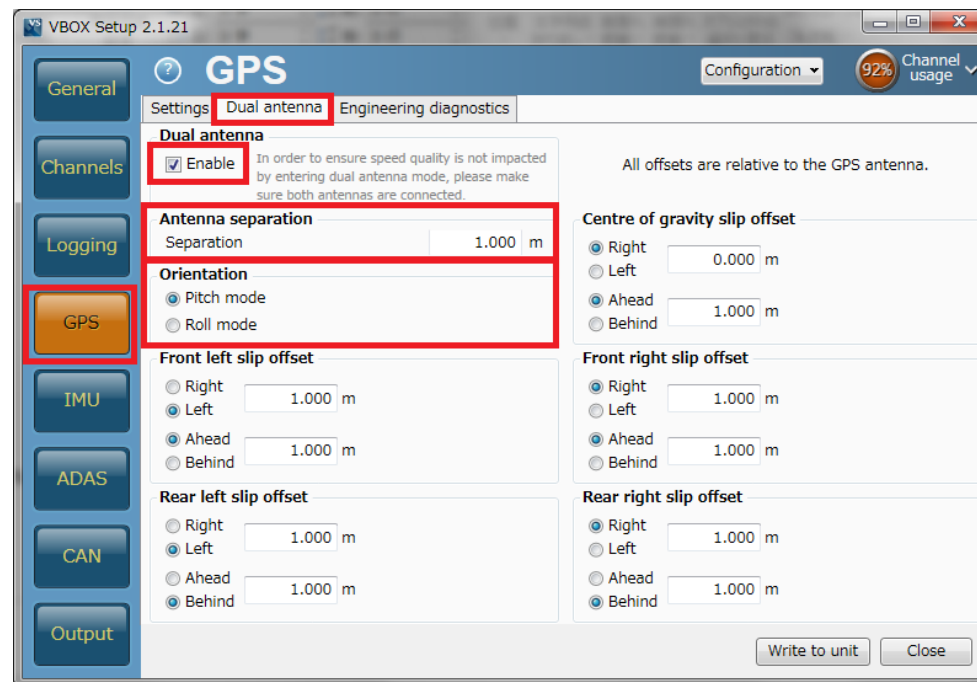 VBOX Setup 2.1.21
General
Channels
Logging
GPS
IMU
ADAS
CAN
Output
? GPS
Configuration
92% Channel usage
Settings Dual antenna Engineering diagnostics
Dual antenna
Enable
In order to ensure speed quality is not impacted
by entering dual antenna mode, please make
sure both antennas are connected.
All offsets are relative to the GPS antenna.
Antenna separation
Separation 1.000 m
Orientation
Pitch mode
Roll mode
Centre of gravity slip offset
Right
Left
0.000 m
Ahead
Behind
1.000 m
Front left slip offset
Right
Left
1.000 m
Ahead
Behind
1.000 m
Front right slip offset
Right
Left
1.000 m
Ahead
Behind
1.000 m
Rear left slip offset
Right
Left
1.000 m
Ahead
Behind
1.000 m
Rear right slip offset
Right
Left
1.000 m
Ahead
Behind
1.000 m
Write to unit Close